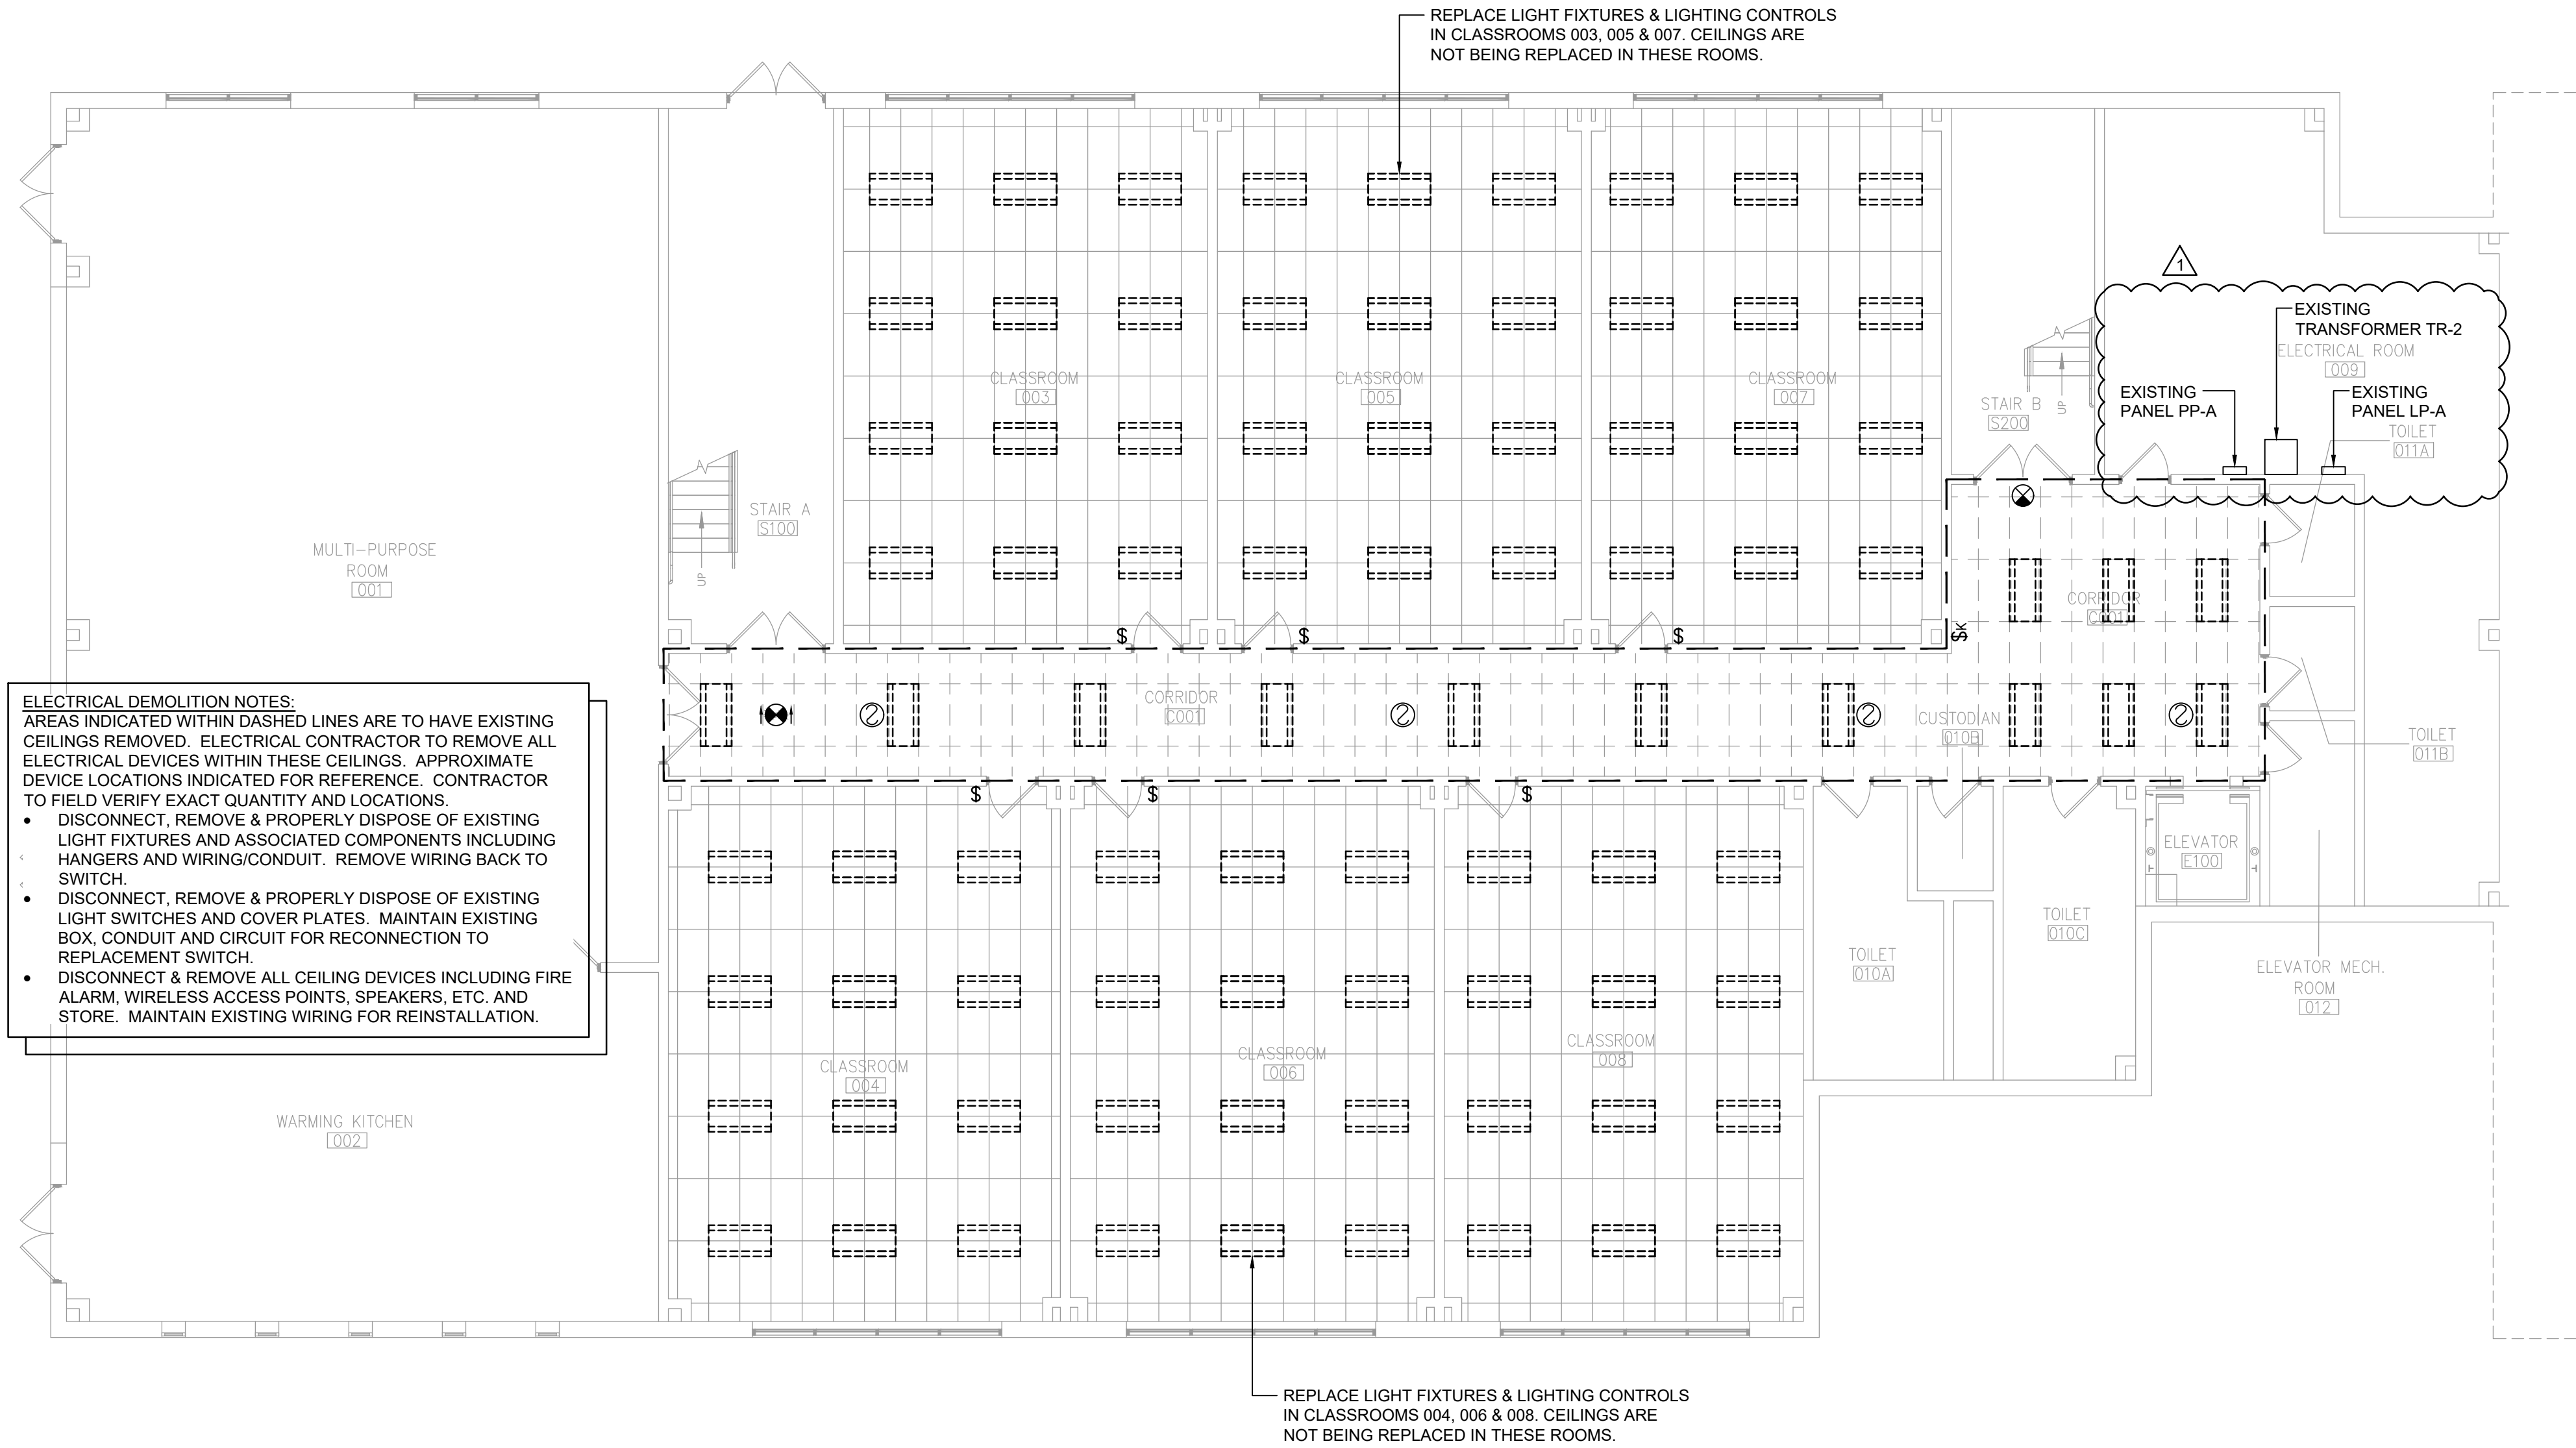 REPLACE LIGHT FIXTURES & LIGHTING CONTROLS
IN CLASSROOMS 003, 005 & 007. CEILINGS ARE
NOT BEING REPLACED IN THESE ROOMS.
1
EXISTING
TRANSFORMER TR-2
ELECTRICAL ROOM
009
EXISTING
PANEL PP-A
EXISTING
PANEL LP-A
TOILET
011A
CLASSROOM
003
CLASSROOM
005
CLASSROOM
007
STAIR B
S200
UP
STAIR A
S100
UP
MULTI-PURPOSE
ROOM
001
CORRIDOR
C001
$
$
$
$K
CORRIDOR
C001
CUSTODIAN
010B
TOILET
011B
$
$
$
ELECTRICAL DEMOLITION NOTES:
AREAS INDICATED WITHIN DASHED LINES ARE TO HAVE EXISTING
CEILINGS REMOVED. ELECTRICAL CONTRACTOR TO REMOVE ALL
ELECTRICAL DEVICES WITHIN THESE CEILINGS. APPROXIMATE
DEVICE LOCATIONS INDICATED FOR REFERENCE. CONTRACTOR
TO FIELD VERIFY EXACT QUANTITY AND LOCATIONS.
• DISCONNECT, REMOVE & PROPERLY DISPOSE OF EXISTING
LIGHT FIXTURES AND ASSOCIATED COMPONENTS INCLUDING
HANGERS AND WIRING/CONDUIT. REMOVE WIRING BACK TO
SWITCH.
• DISCONNECT, REMOVE & PROPERLY DISPOSE OF EXISTING
LIGHT SWITCHES AND COVER PLATES. MAINTAIN EXISTING
BOX, CONDUIT AND CIRCUIT FOR RECONNECTION TO
REPLACEMENT SWITCH.
• DISCONNECT & REMOVE ALL CEILING DEVICES INCLUDING FIRE
ALARM, WIRELESS ACCESS POINTS, SPEAKERS, ETC. AND
STORE. MAINTAIN EXISTING WIRING FOR REINSTALLATION.
ELEVATOR
E100
TOILET
010C
TOILET
010A
ELEVATOR MECH.
ROOM
012
CLASSROOM
004
CLASSROOM
006
CLASSROOM
008
WARMING KITCHEN
002
REPLACE LIGHT FIXTURES & LIGHTING CONTROLS
IN CLASSROOMS 004, 006 & 008. CEILINGS ARE
NOT BEING REPLACED IN THESE ROOMS.